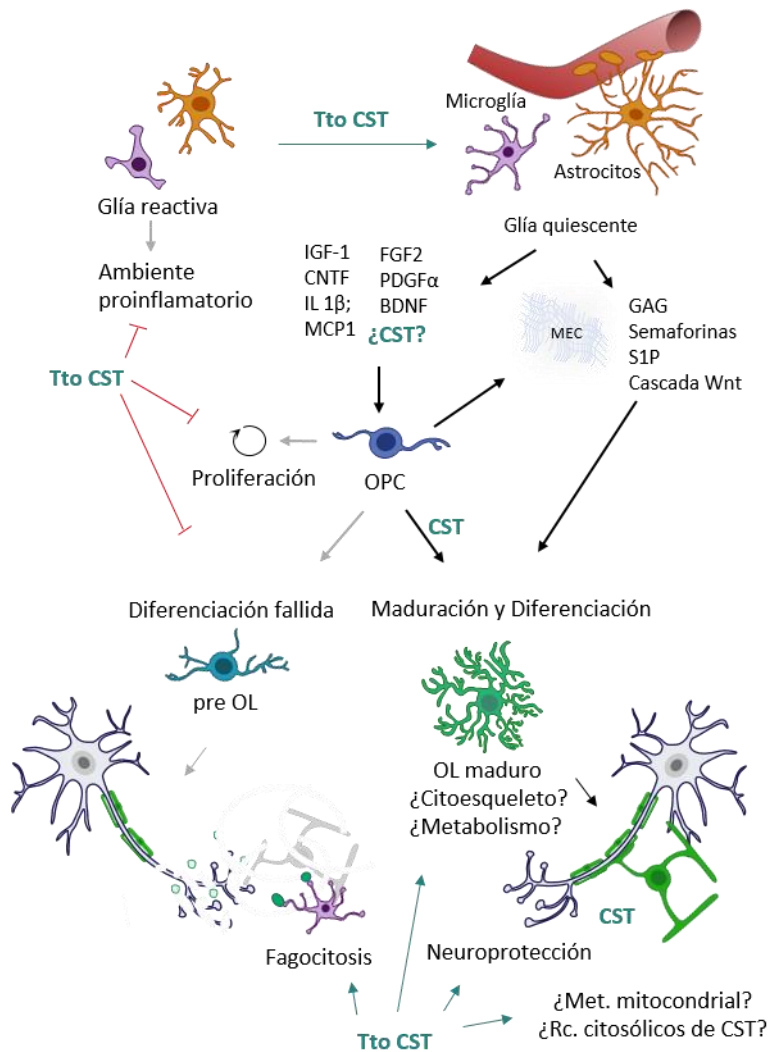 Microglía
Tto CST
Astrocitos
Glía reactiva
Glía quiescente
Ambiente
proinflamatorio
IGF-1
CNTF
IL 1β;
MCP1
FGF2
PDGFα
BDNF
¿CST?
MEC
GAG
Semaforinas
S1P
Cascada Wnt
Tto CST
Proliferación
OPC
CST
Diferenciación fallida
Maduración y Diferenciación
pre OL
OL maduro
¿Citoesqueleto?
¿Metabolismo?
CST
Fagocitosis
Neuroprotección
Tto CST
¿Met. mitocondrial?
¿Rc. citosólicos de CST?